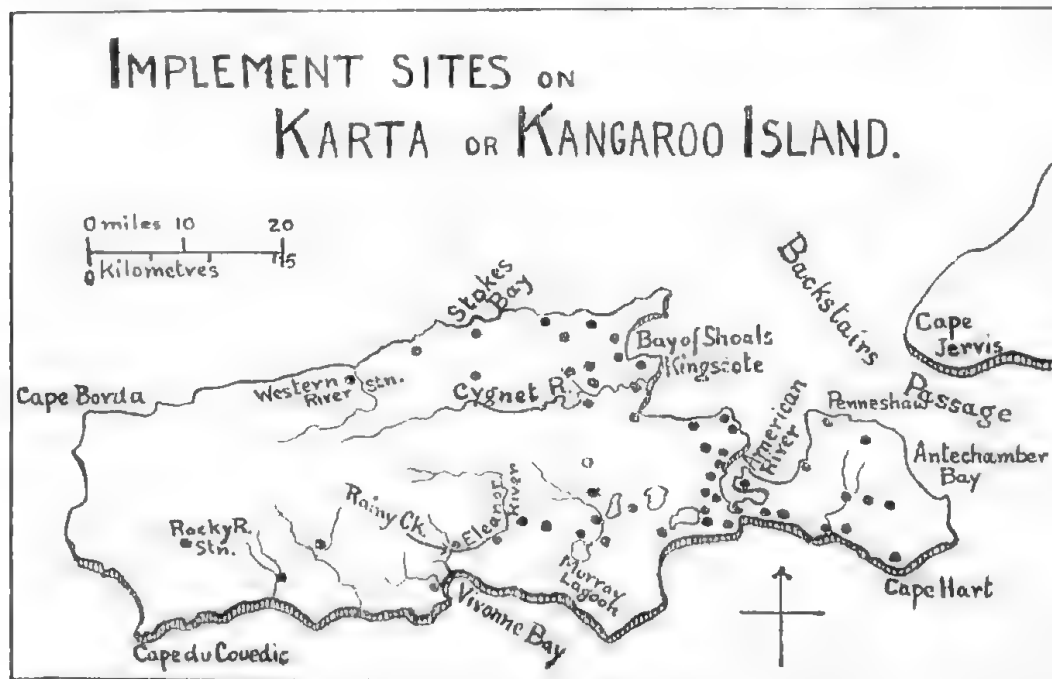 IMPLEMENT SITES ON
KARTA OR KANGAROO ISLAND.
0 miles 10 20
0 Kilometres 15
Stokes
Bay
Backstairs
Passage
Cape
Jervis
Bay of Shoals
Kingscote
Western
River
Stn.
Cape Borda
Cygnet R.
American
River
Penneshaw
Antechamber
Bay
Rocky R.
Stn.
Rainy Ck.
Eleanor
River
Murray
Lagoon
Vivonne Bay
Cape Hart
Cape du Couedic